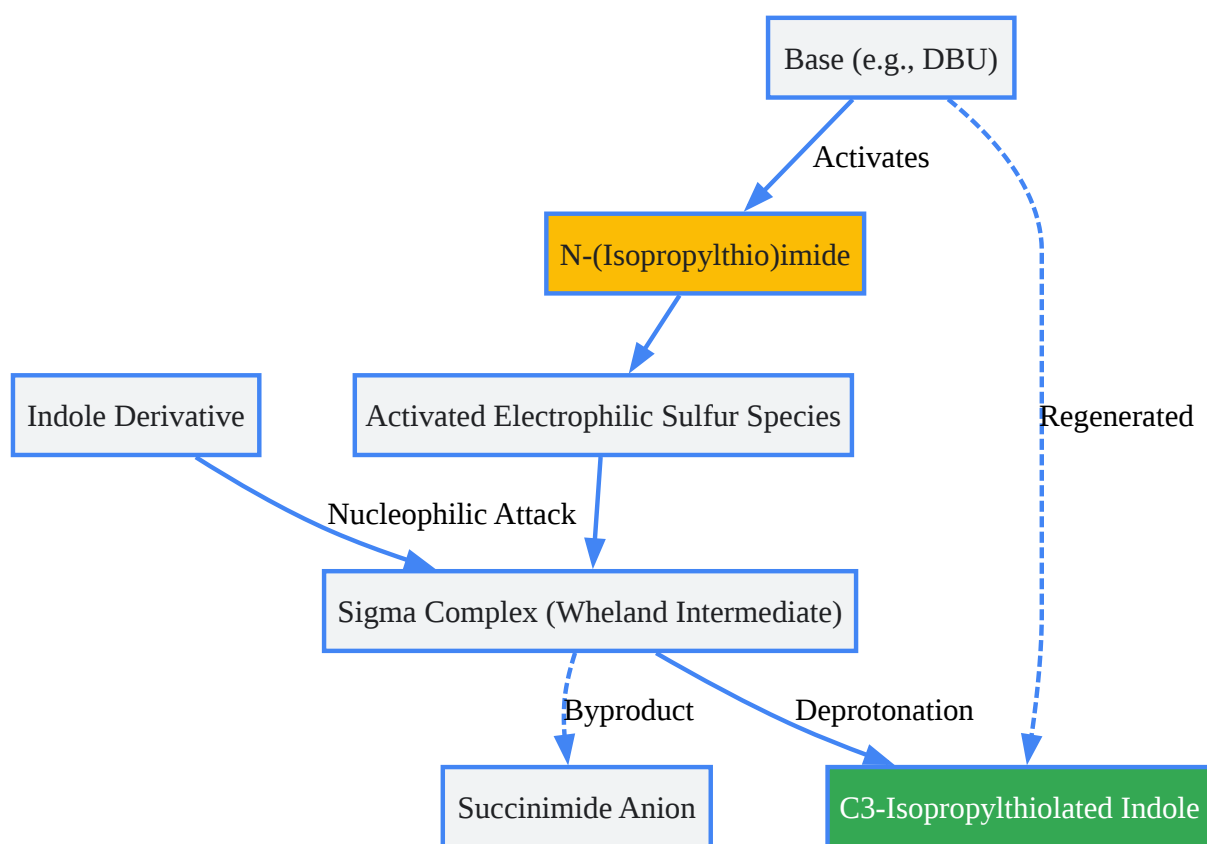 Base (e.g., DBU)
Activates
N-(Isopropylthio)imide
Indole Derivative
Activated Electrophilic Sulfur Species
Regenerated
Nucleophilic Attack
Sigma Complex (Wheland Intermediate)
Byproduct
Deprotonation
Succinimide Anion
C3-Isopropylthiolated Indole